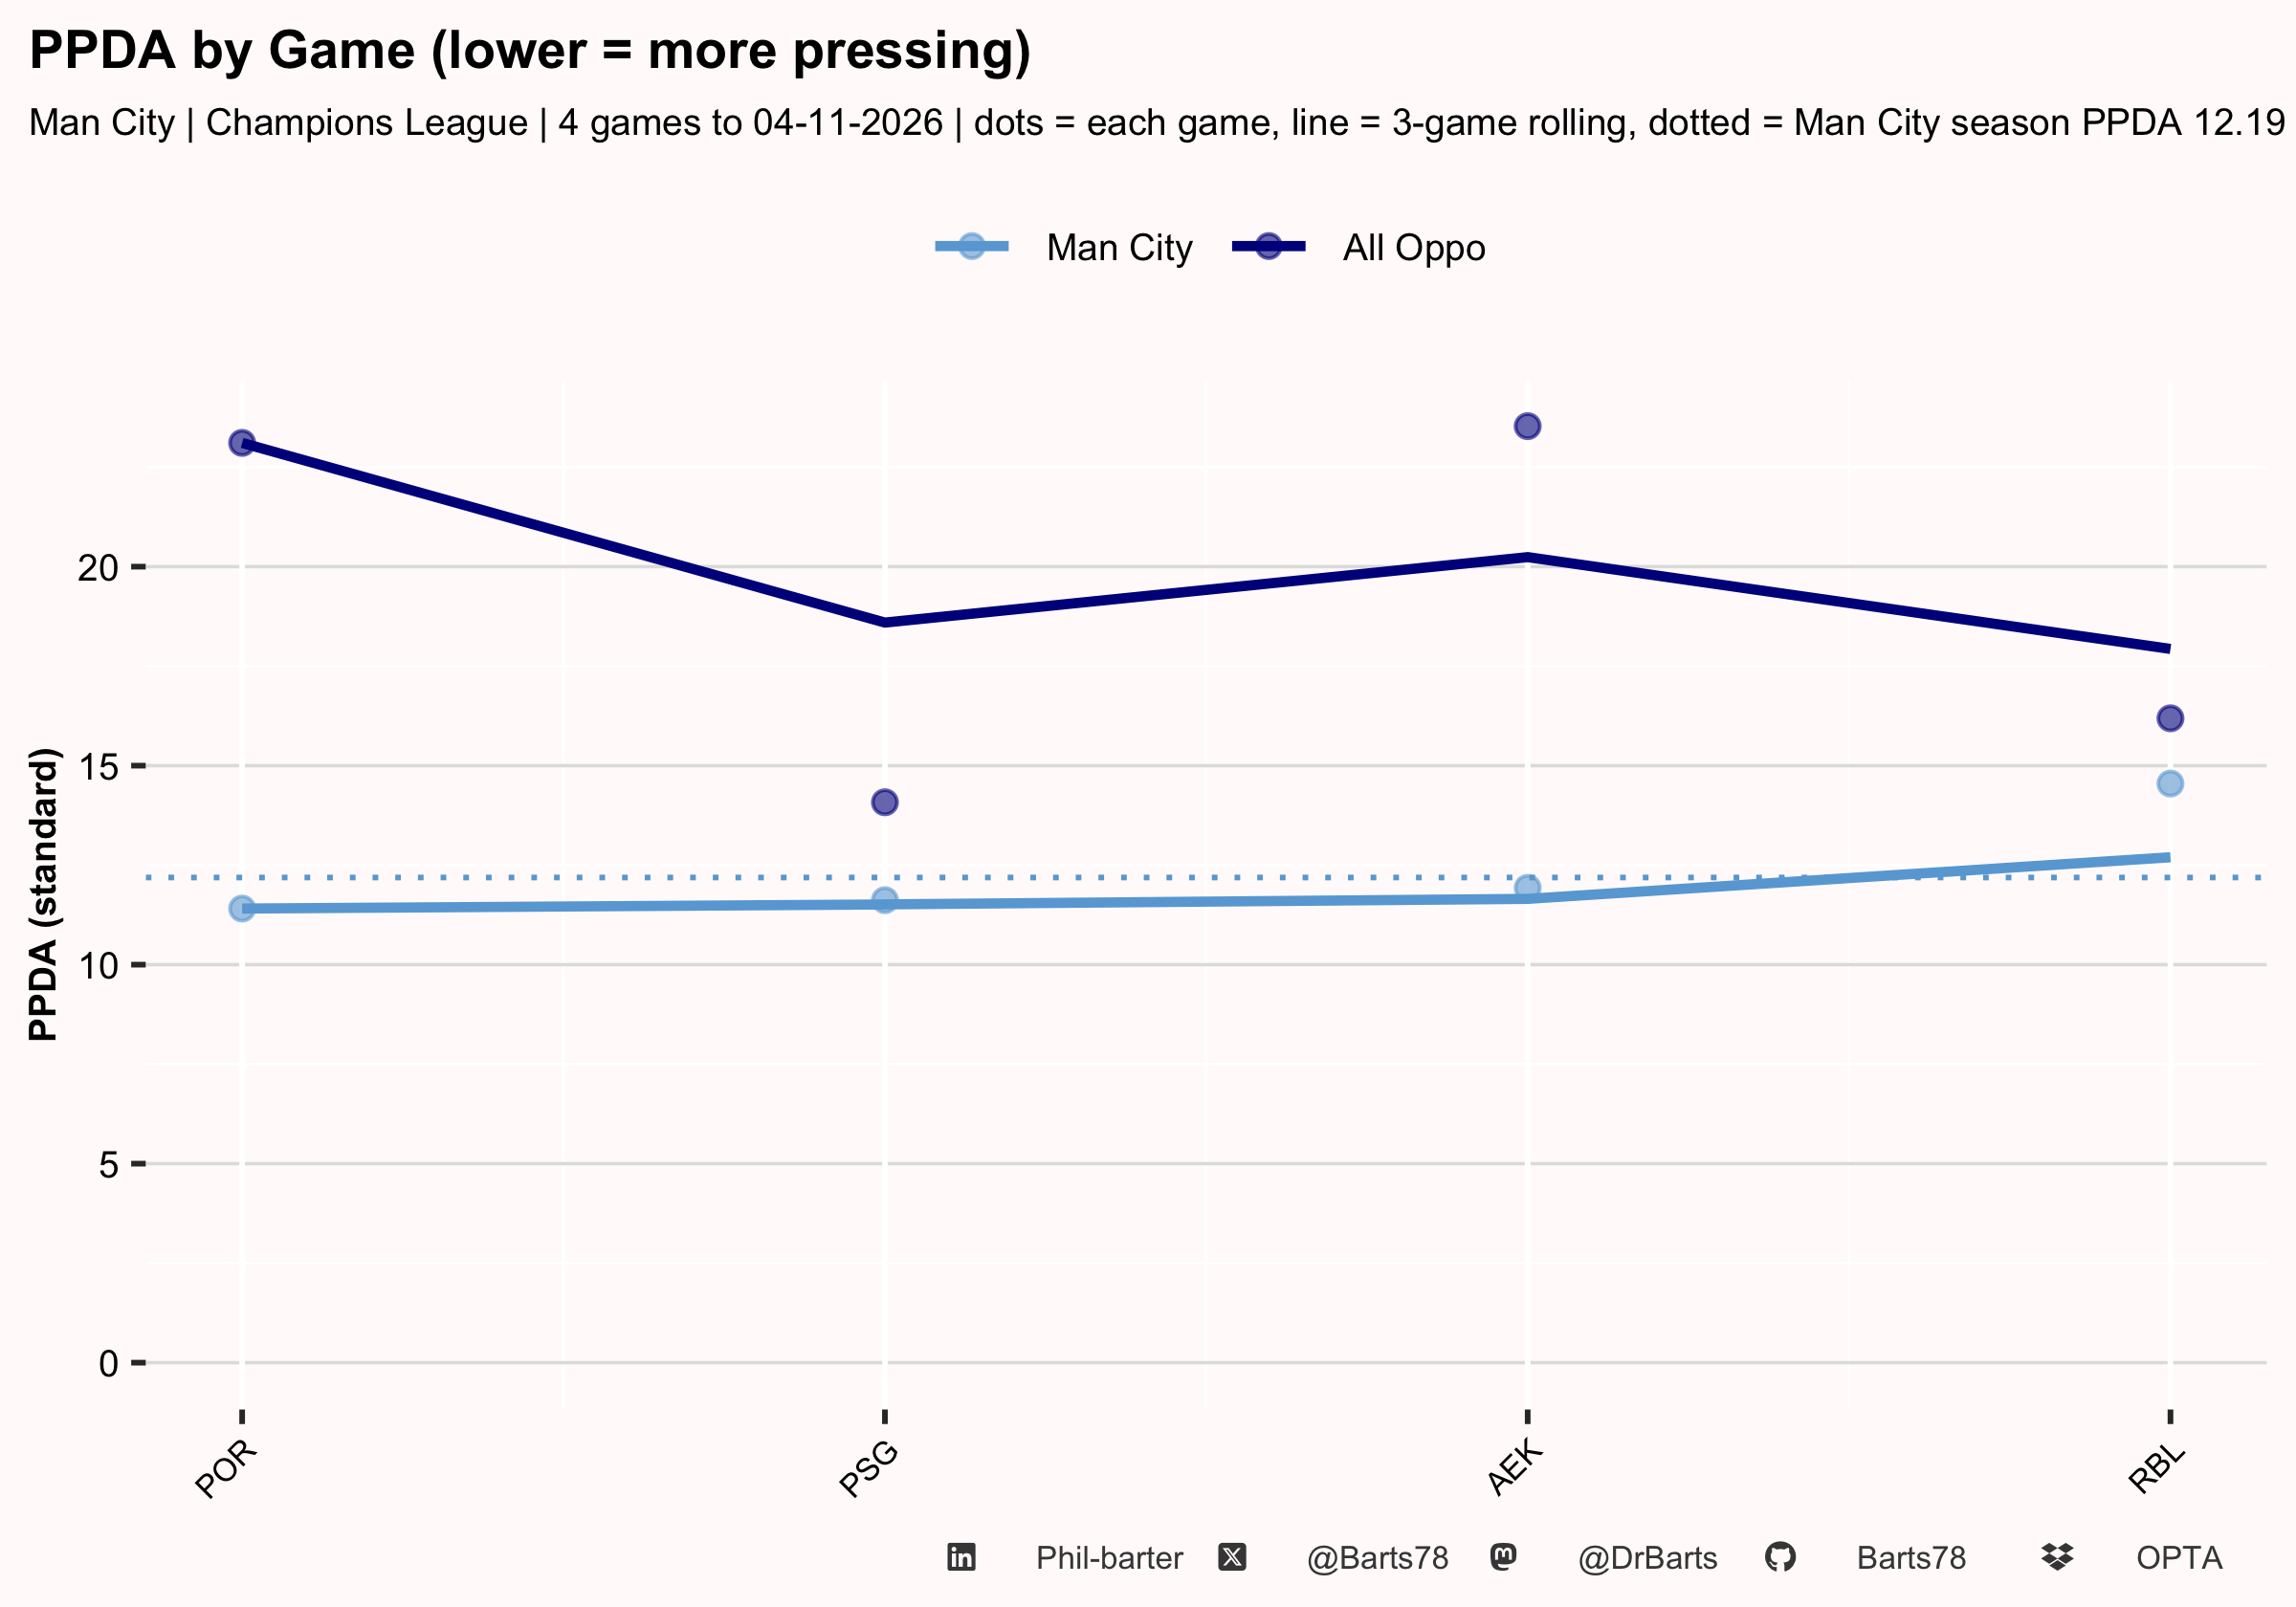 PPDA by Game (lower = more pressing)
Man City | Champions League | 4 games to 04-11-2026 | dots = each game, line = 3-game rolling, dotted = Man City season PPDA 12.19
Man City
All Oppo
PPDA (standard)
20
15
10
5
0
POR
PSG
AEK
RBL
Phil-barter @Barts78 @DrBarts Barts78 OPTA